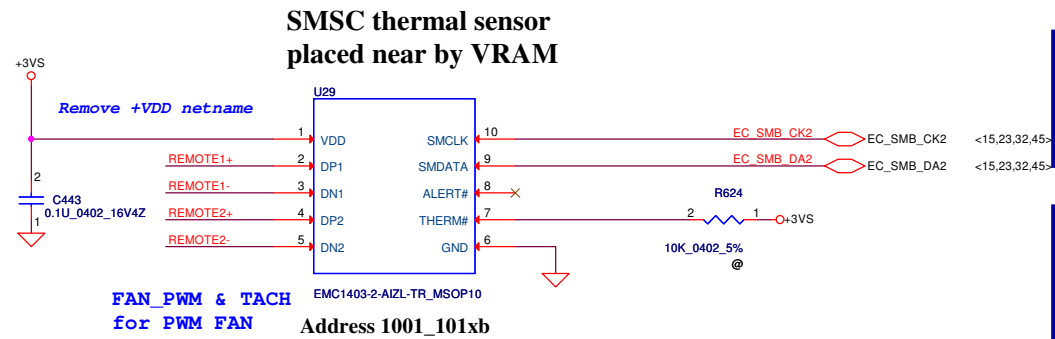 SMSC thermal sensor
placed near by VRAM
+3VS
Remove +VDD netname
U29
1 VDD SMCLK 10 EC_SMB_CK2 EC_SMB_CK2 <15,23,32,45>
REMOTE1+ 2 DP1 SMDATA 9 EC_SMB_DA2 EC_SMB_DA2 <15,23,32,45>
REMOTE1- 3 DN1 ALERT# 8
R624
2
C443
0.1U_0402_16V4Z
1
REMOTE2+ 4 DP2 THERM# 7 2 1 +3VS
REMOTE2- 5 DN2 GND 6
10K_0402_5%
@
EMC1403-2-AIZL-TR_MSOP10
FAN_PWM & TACH
for PWM FAN
Address 1001_101xb